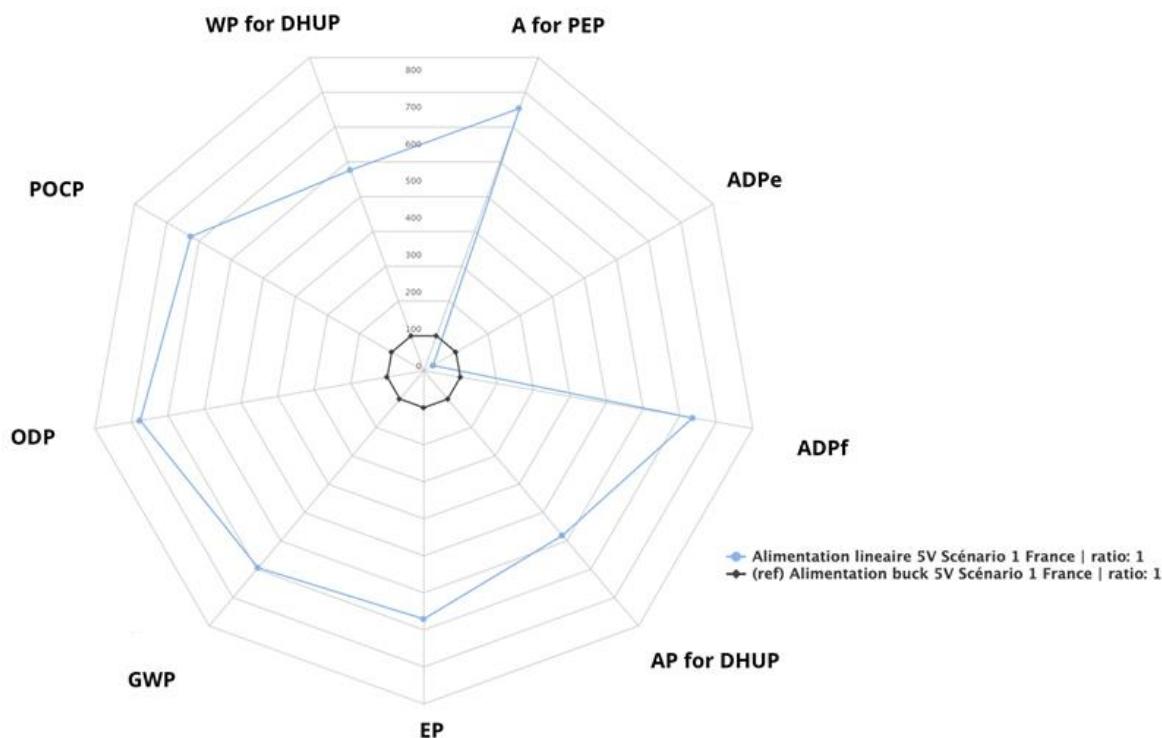 WP for DHUP
A for PEP
800
700
600
500
400
300
200
100
0
POCP
ADPe
ODP
ADPf
Alimentation lineaire 5V Scénario 1 France | ratio: 1
(ref) Alimentation buck 5V Scénario 1 France | ratio: 1
GWP
AP for DHUP
EP